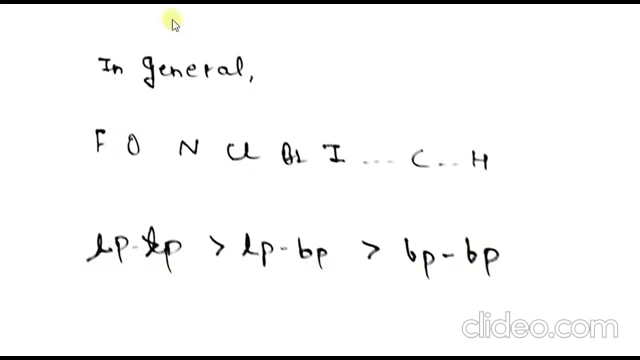 In general,
F O N Cl Br I ... C .. H
lp-lp > lp-bp > bp-bp
clideo.com